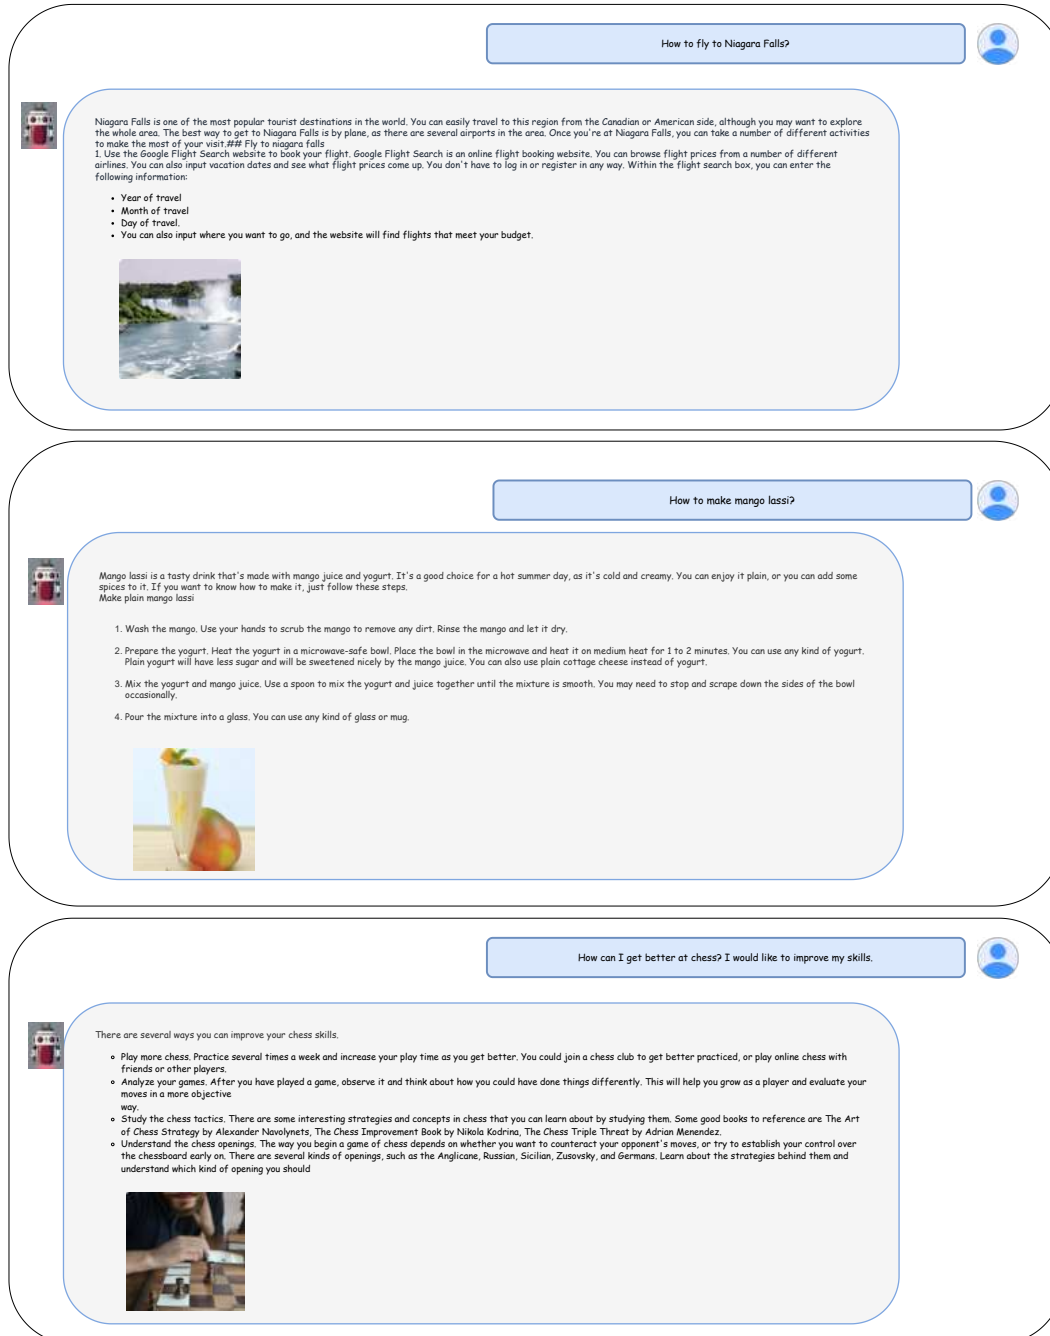 How to fly to Niagara Falls?
Niagara Falls is one of the most popular tourist destinations in the world. You can easily travel to this region from the Canadian or American side, although you may want to explore
the whole area. The best way to get to Niagara Falls is by plane, as there are several airports in the area. Once you're at Niagara Falls, you can take a number of different activities
to make the most of your visit.## Fly to niagara falls
1. Use the Google Flight Search website to book your flight. Google Flight Search is an online flight booking website. You can browse flight prices from a number of different
airlines. You can also input vacation dates and see what flight prices come up. You don't have to log in or register in any way. Within the flight search box, you can enter the
following information:
• Year of travel
• Month of travel
• Day of travel.
• You can also input where you want to go, and the website will find flights that meet your budget.
How to make mango lassi?
Mango lassi is a tasty drink that's made with mango juice and yogurt. It's a good choice for a hot summer day, as it's cold and creamy. You can enjoy it plain, or you can add some
spices to it. If you want to know how to make it, just follow these steps.
Make plain mango lassi
1. Wash the mango. Use your hands to scrub the mango to remove any dirt. Rinse the mango and let it dry.
2. Prepare the yogurt. Heat the yogurt in a microwave-safe bowl. Place the bowl in the microwave and heat it on medium heat for 1 to 2 minutes. You can use any kind of yogurt.
Plain yogurt will have less sugar and will be sweetened nicely by the mango juice. You can also use plain cottage cheese instead of yogurt.
3. Mix the yogurt and mango juice. Use a spoon to mix the yogurt and juice together until the mixture is smooth. You may need to stop and scrape down the sides of the bowl
occasionally.
4. Pour the mixture into a glass. You can use any kind of glass or mug.
How can I get better at chess? I would like to improve my skills.
There are several ways you can improve your chess skills.
• Play more chess. Practice several times a week and increase your play time as you get better. You could join a chess club to get better practiced, or play online chess with
friends or other players.
• Analyze your games. After you have played a game, observe it and think about how you could have done things differently. This will help you grow as a player and evaluate your
moves in a more objective
way.
• Study the chess tactics. There are some interesting strategies and concepts in chess that you can learn about by studying them. Some good books to reference are The Art
of Chess Strategy by Alexander Navolynets, The Chess Improvement Book by Nikola Kodrina, The Chess Triple Threat by Adrian Menendez.
• Understand the chess openings. The way you begin a game of chess depends on whether you want to counteract your opponent's moves, or try to establish your control over
the chessboard early on. There are several kinds of openings, such as the Anglicane, Russian, Sicilian, Zusovsky, and Germans. Learn about the strategies behind them and
understand which kind of opening you should